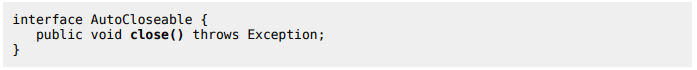 interface AutoCloseable {
   public void close() throws Exception;
}